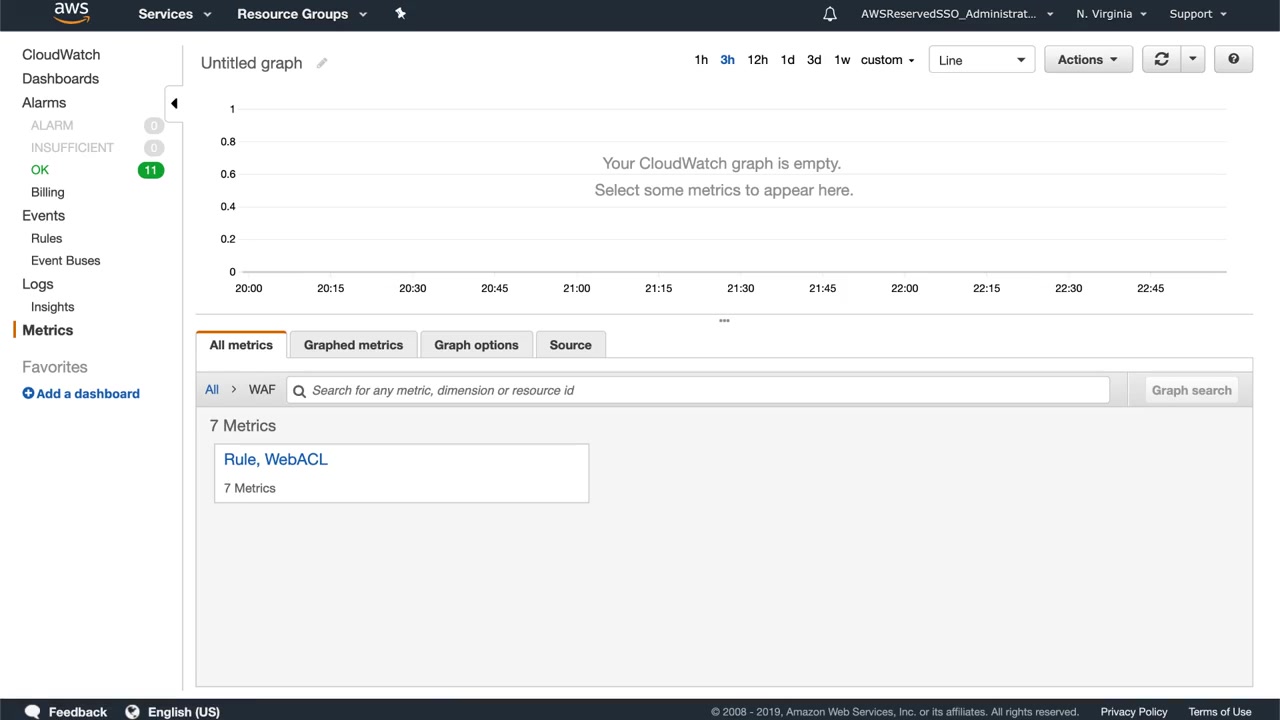 aws Services Resource Groups AWSReservedSSO_Administrat... N. Virginia Support
CloudWatch
Dashboards
Alarms
ALARM 0
INSUFFICIENT 0
OK 11
Billing
Events
Rules
Event Buses
Logs
Insights
Metrics
Favorites
Add a dashboard
Untitled graph
1h 3h 12h 1d 3d 1w custom Line Actions ?
1
0.8
0.6
0.4
0.2
0
Your CloudWatch graph is empty.
Select some metrics to appear here.
20:00 20:15 20:30 20:45 21:00 21:15 21:30 21:45 22:00 22:15 22:30 22:45
All metrics Graphed metrics Graph options Source
All > WAF Search for any metric, dimension or resource id Graph search
7 Metrics
Rule, WebACL
7 Metrics
Feedback English (US) © 2008 - 2019, Amazon Web Services, Inc. or its affiliates. All rights reserved. Privacy Policy Terms of Use